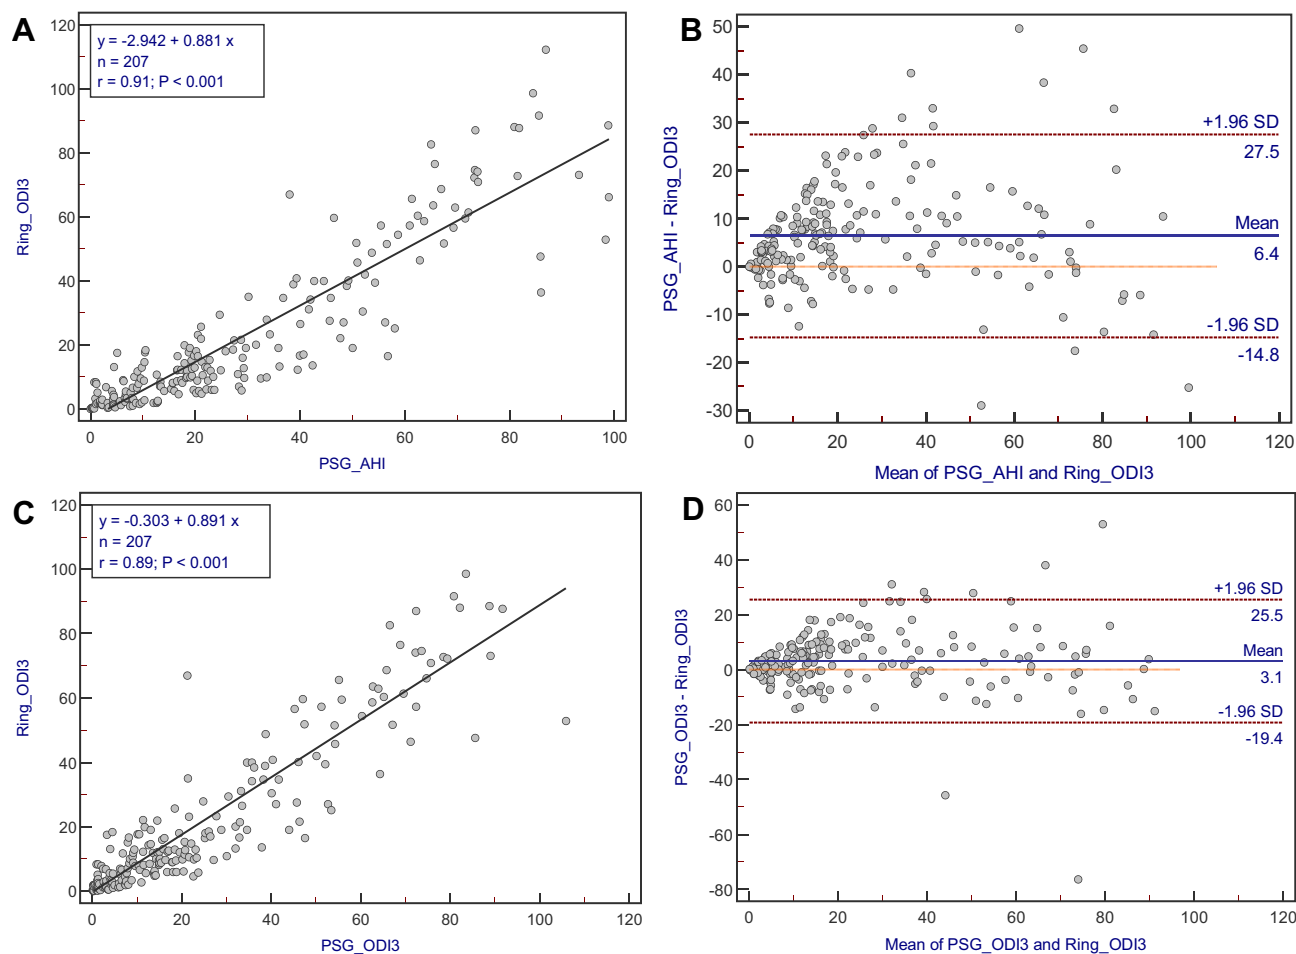 A
y = -2.942 + 0.881 x
n = 207
r = 0.91; P < 0.001
120
100
80
60
40
20
0
Ring_ODI3
0 20 40 60 80 100
PSG_AHI
B
50
40
30
20
10
0
-10
-20
-30
PSG_AHI - Ring_ODI3
+1.96 SD
27.5
Mean
6.4
-1.96 SD
-14.8
0 20 40 60 80 100 120
Mean of PSG_AHI and Ring_ODI3
C
y = -0.303 + 0.891 x
n = 207
r = 0.89; P < 0.001
120
100
80
60
40
20
0
Ring_ODI3
0 20 40 60 80 100 120
PSG_ODI3
D
60
40
20
0
-20
-40
-60
-80
PSG_ODI3 - Ring_ODI3
+1.96 SD
25.5
Mean
3.1
-1.96 SD
-19.4
0 20 40 60 80 100 120
Mean of PSG_ODI3 and Ring_ODI3